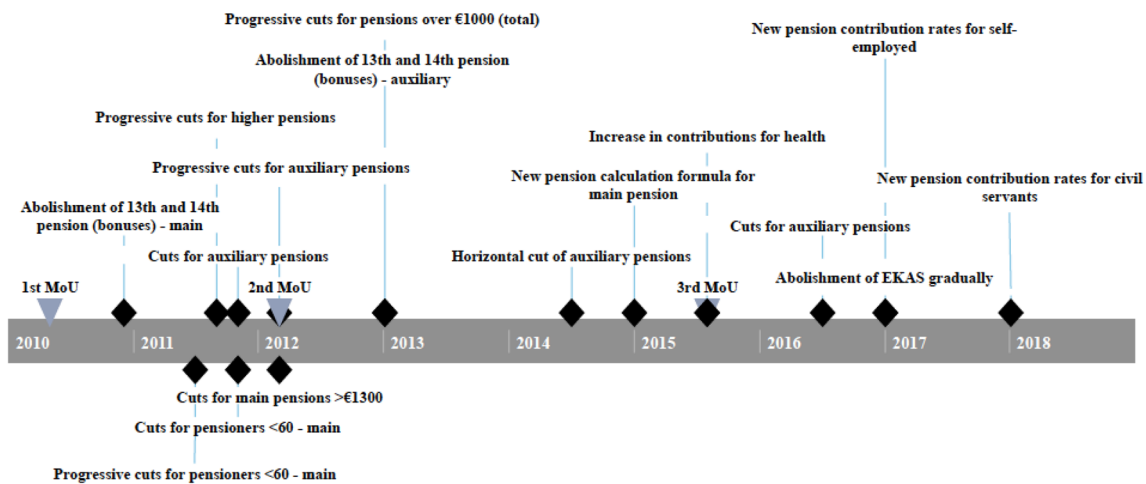 Progressive cuts for pensions over €1000 (total)
New pension contribution rates for self-
employed
Abolishment of 13th and 14th pension
(bonuses) - auxiliary
Progressive cuts for higher pensions
Increase in contributions for health
Progressive cuts for auxiliary pensions
New pension calculation formula for
main pension
New pension contribution rates for civil
servants
Abolishment of 13th and 14th
pension (bonuses) - main
Cuts for auxiliary pensions
Cuts for auxiliary pensions
Horizontal cut of auxiliary pensions
Abolishment of EKAS gradually
1st MoU
2nd MoU
3rd MoU
2010
2011
2012
2013
2014
2015
2016
2017
2018
Cuts for main pensions >€1300
Cuts for pensioners <60 - main
Progressive cuts for pensioners <60 - main